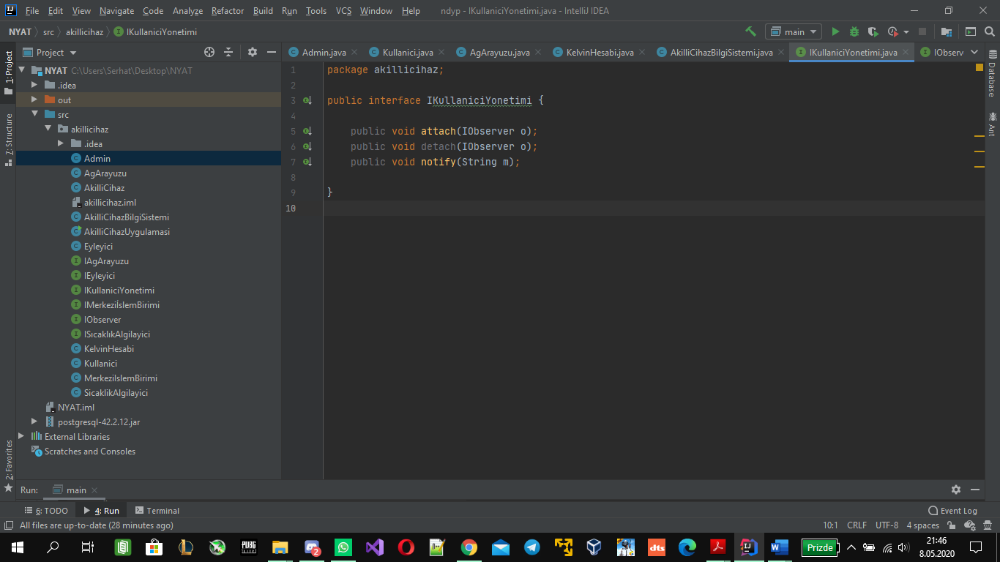 File Edit View Navigate Code Analyze Refactor Build Run Tools VCS Window Help ndyp - IKullaniciYonetimi.java - IntelliJ IDEA
NYAT src akillicihaz IKullaniciYonetimi main
Project
Admin.java Kullanici.java AgArayuzu.java KelvinHesabi.java AkilliCihazBilgiSistemi.java IKullaniciYonetimi.java IObserv
1: Project
7: Structure
2: Favorites
NYAT C:\Users\Serhat\Desktop\NYAT
.idea
out
src
akillicihaz
.idea
Admin
AgArayuzu
AkilliCihaz
akillicihaz.iml
AkilliCihazBilgiSistemi
AkilliCihazUygulamasi
Eyleyici
IAgArayuzu
IEyleyici
IKullaniciYonetimi
IMerkeziİslemBirimi
IObserver
ISıcaklıkAlgilayici
KelvinHesabi
Kullanici
MerkezilslemBirimi
SicaklikAlgilayici
NYAT.iml
postgresql-42.2.12.jar
External Libraries
Scratches and Consoles
1 package akillicihaz;
2
3 public interface IKullaniciYonetimi {
4
5 public void attach(IObserver o);
6 public void detach(IObserver o);
7 public void notify(String m);
8
9 }
10
Database
Ant
Run: main
6: TODO 4: Run Terminal Event Log
All files are up-to-date (28 minutes ago) 10:1 CRLF UTF-8 4 spaces
PUBG
2
dts
Prizde
21:46
8.05.2020